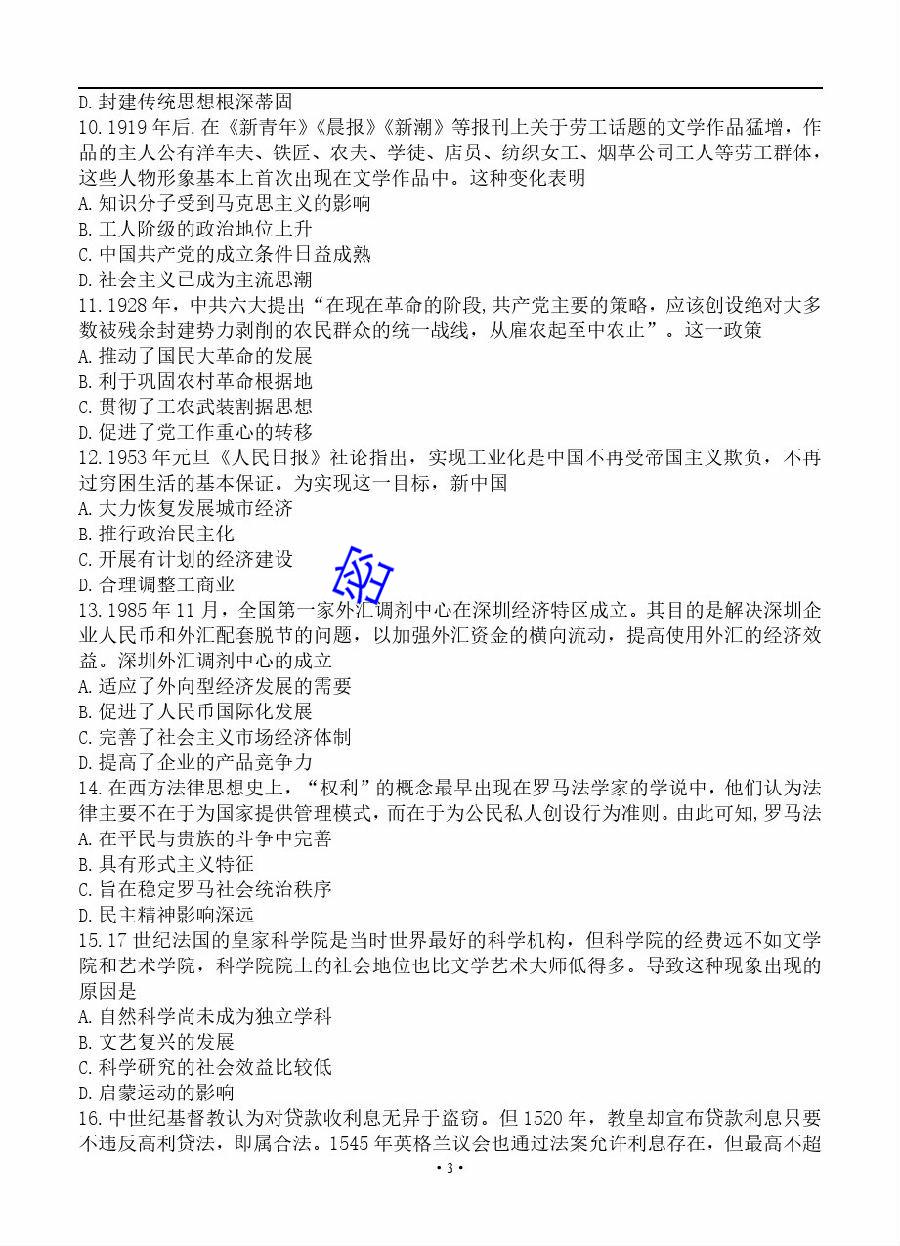 D.封建传统思想根深蒂固
10.1919年后.在《新青年》《晨报》《新潮》等报刊上关于劳工话题的文学作品猛增，作
品的主人公有洋车夫、铁匠、农夫、学徒、店员、纺织女工、烟草公司工人等劳工群体，
这些人物形象基本上首次出现在文学作品中。这种变化表明
A.知识分子受到马克思主义的影响
B.工人阶级的政治地位上升
C.中国共产党的成立条件日益成熟
D.社会主义已成为主流思潮
11.1928年，中共六大提出“在现在革命的阶段,共产党主要的策略，应该创设绝对大多
数被残余封建势力剥削的农民群众的统一战线，从雇农起至中农止”。这一政策
A.推动了国民大革命的发展
B.利于巩固农村革命根据地
C.贯彻了工农武装割据思想
D.促进了党工作重心的转移
12.1953年元旦《人民日报》社论指出，实现工业化是中国不再受帝国主义欺负，不再
过穷困生活的基本保证。为实现这一目标，新中国
A.大力恢复发展城市经济
B.推行政治民主化
C.开展有计划的经济建设
D.合理调整工商业
密
13.1985年11月，全国第一家外汇调剂中心在深圳经济特区成立。其目的是解决深圳企
业人民币和外汇配套脱节的问题，以加强外汇资金的横向流动，提高使用外汇的经济效
益。深圳外汇调剂中心的成立
A.适应了外向型经济发展的需要
B.促进了人民币国际化发展
C.完善了社会主义市场经济体制
D.提高了企业的产品竞争力
14.在西方法律思想史上，“权利”的概念最早出现在罗马法学家的学说中，他们认为法
律主要不在于为国家提供管理模式，而在于为公民私人创设行为准则。由此可知,罗马法
A.在平民与贵族的斗争中完善
B.具有形式主义特征
C.旨在稳定罗马社会统治秩序
D.民主精神影响深远
15.17世纪法国的皇家科学院是当时世界最好的科学机构，但科学院的经费远不如文学
院和艺术学院，科学院院士的社会地位也比文学艺术大师低得多。导致这种现象出现的
原因是
A.自然科学尚未成为独立学科
B.文艺复兴的发展
C.科学研究的社会效益比较低
D.启蒙运动的影响
16.中世纪基督教认为对贷款收利息无异于盗窃。但1520年，教皇却宣布贷款利息只要
不违反高利贷法，即属合法。1545年英格兰议会也通过法案允许利息存在，但最高不超
·3·